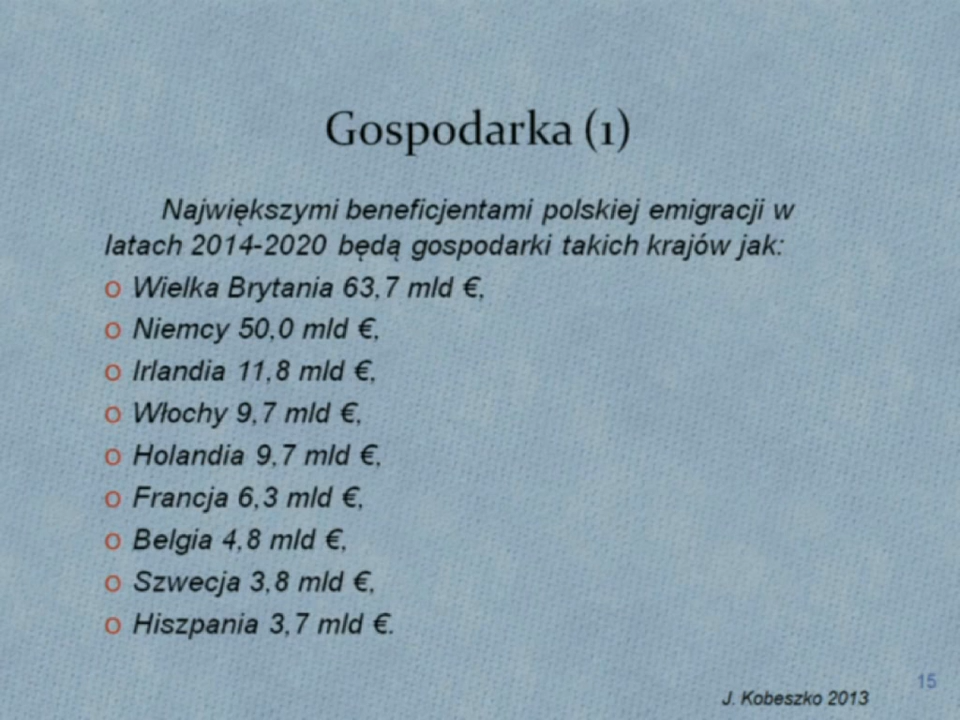 Gospodarka (1)
Największymi beneficjentami polskiej emigracji w
latach 2014-2020 będą gospodarki takich krajów jak:
o Wielka Brytania 63,7 mld €,
o Niemcy 50,0 mld €,
o Irlandia 11,8 mld €,
o Włochy 9,7 mld €,
o Holandia 9,7 mld €,
o Francja 6,3 mld €,
o Belgia 4,8 mld €,
o Szwecja 3,8 mld €,
o Hiszpania 3,7 mld €.
15
J. Kobeszko 2013